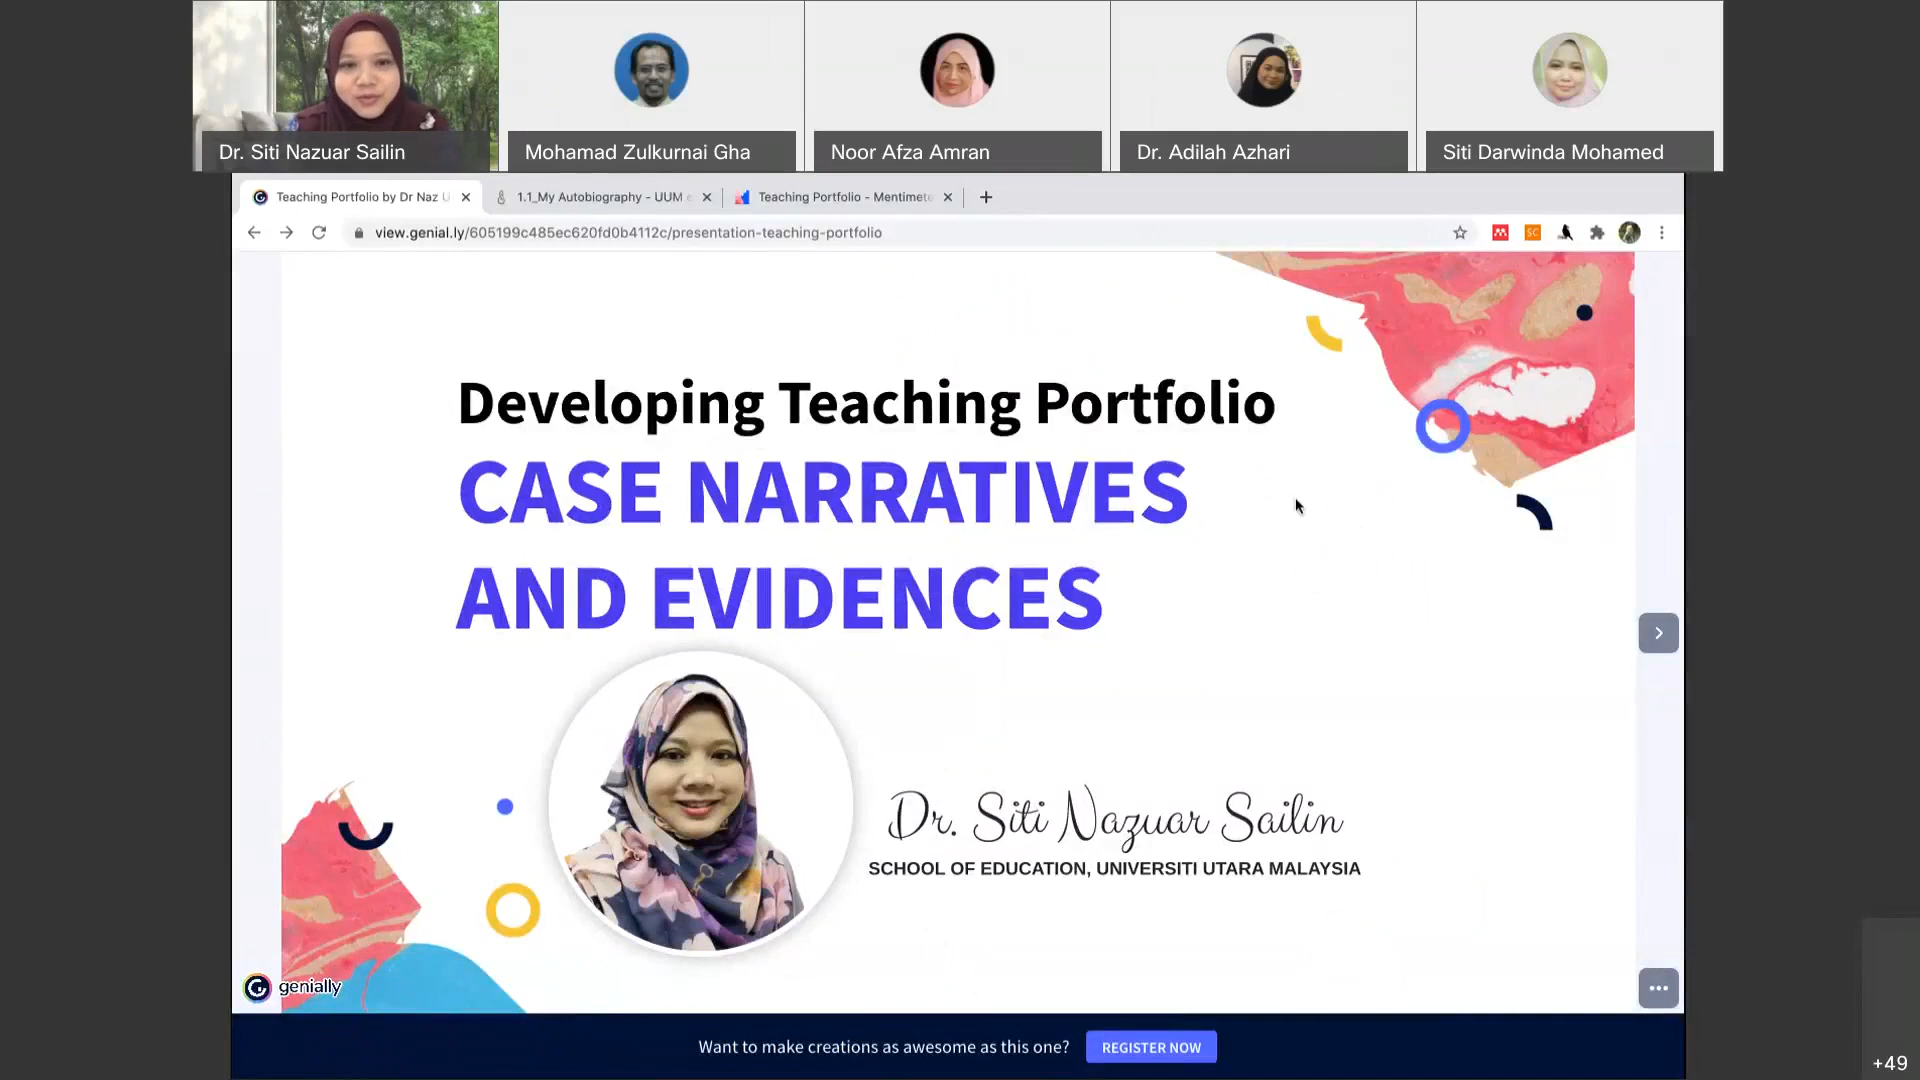 Dr. Siti Nazuar Sailin
Mohamad Zulkurnai Gha
Noor Afza Amran
Dr. Adilah Azhari
Siti Darwinda Mohamed
Teaching Portfolio by Dr Naz U
1.1_My Autobiography - UUM e
Teaching Portfolio - Mentimete
view.genial.ly/605199c485ec620fd0b4112c/presentation-teaching-portfolio
SC
Developing Teaching Portfolio
CASE NARRATIVES
AND EVIDENCES
Dr. Siti Nazuar Sailin
SCHOOL OF EDUCATION, UNIVERSITI UTARA MALAYSIA
genially
Want to make creations as awesome as this one?
REGISTER NOW
+49